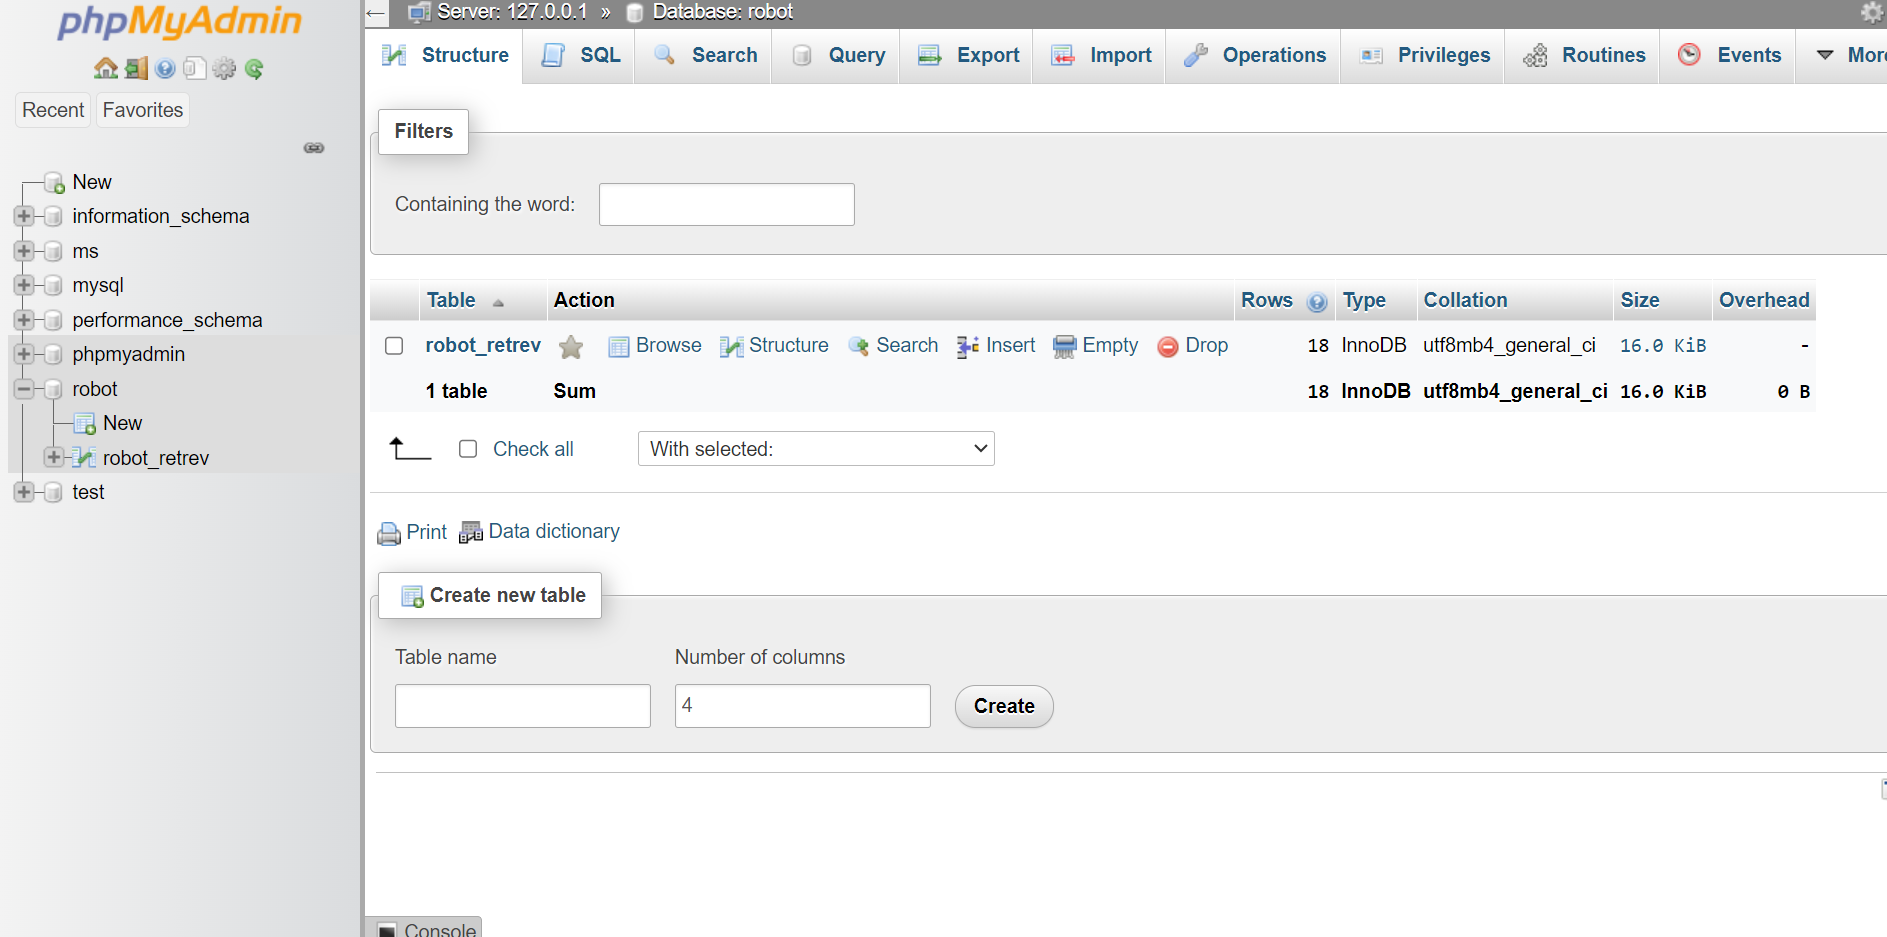 phpMyAdmin
Recent Favorites
New
information_schema
ms
mysql
performance_schema
phpmyadmin
robot
New
robot_retrev
test
Server: 127.0.0.1 » Database: robot
Structure SQL Search Query Export Import Operations Privileges Routines Events More
Filters
Containing the word:
Table Action Rows Type Collation Size Overhead
robot_retrev Browse Structure Search Insert Empty Drop 18 InnoDB utf8mb4_general_ci 16.0 KiB -
1 table Sum 18 InnoDB utf8mb4_general_ci 16.0 KiB 0 B
Check all With selected:
Print Data dictionary
Create new table
Table name Number of columns
4 Create
Console